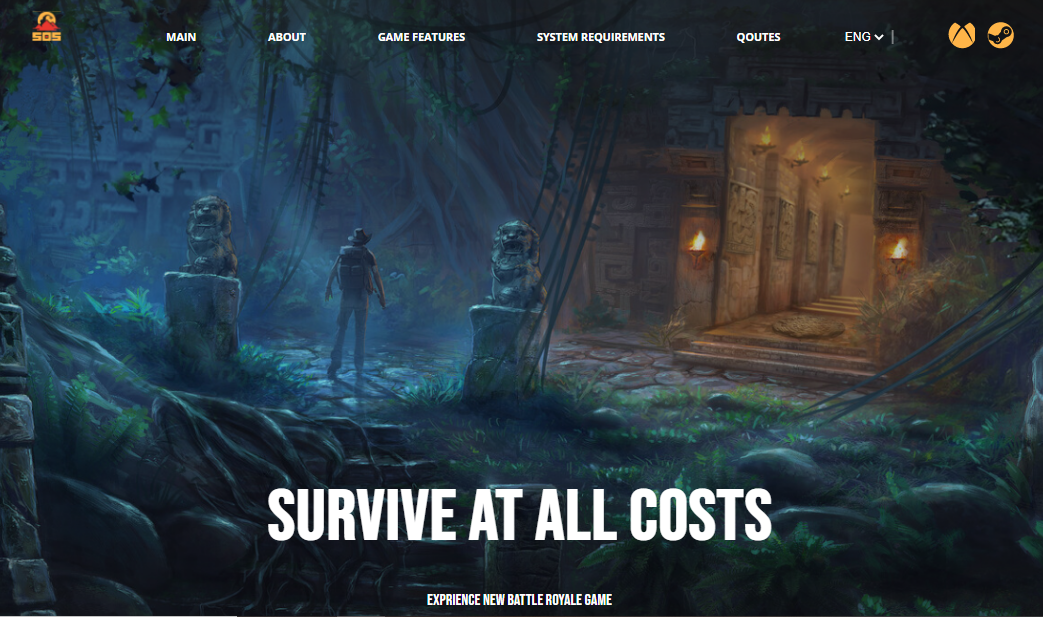 SOS
MAIN
ABOUT
GAME FEATURES
SYSTEM REQUIREMENTS
QOUTES
ENG
SURVIVE AT ALL COSTS
EXPRIENCE NEW BATTLE ROYALE GAME